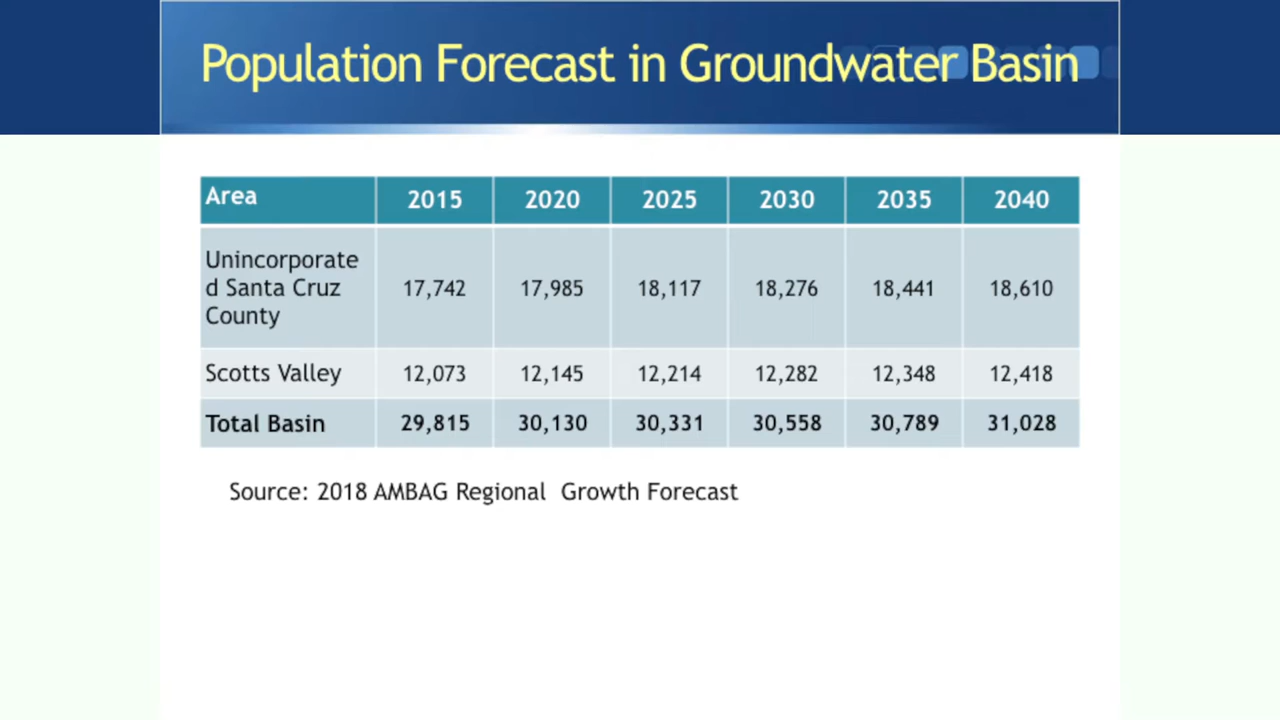 Population Forecast in Groundwater Basin
Area 2015 2020 2025 2030 2035 2040
Unincorporate
d Santa Cruz
County
17,742 17,985 18,117 18,276 18,441 18,610
Scotts Valley 12,073 12,145 12,214 12,282 12,348 12,418
Total Basin 29,815 30,130 30,331 30,558 30,789 31,028
Source: 2018 AMBAG Regional Growth Forecast